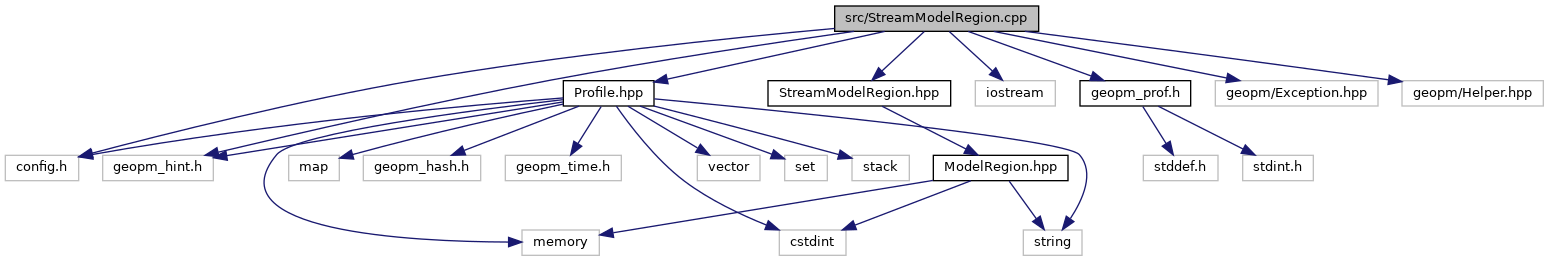 src/StreamModelRegion.cpp
Profile.hpp
StreamModelRegion.hpp
iostream
geopm_prof.h
geopm/Exception.hpp
geopm/Helper.hpp
config.h
geopm_hint.h
map
geopm_hash.h
geopm_time.h
vector
set
stack
ModelRegion.hpp
stddef.h
stdint.h
memory
cstdint
string